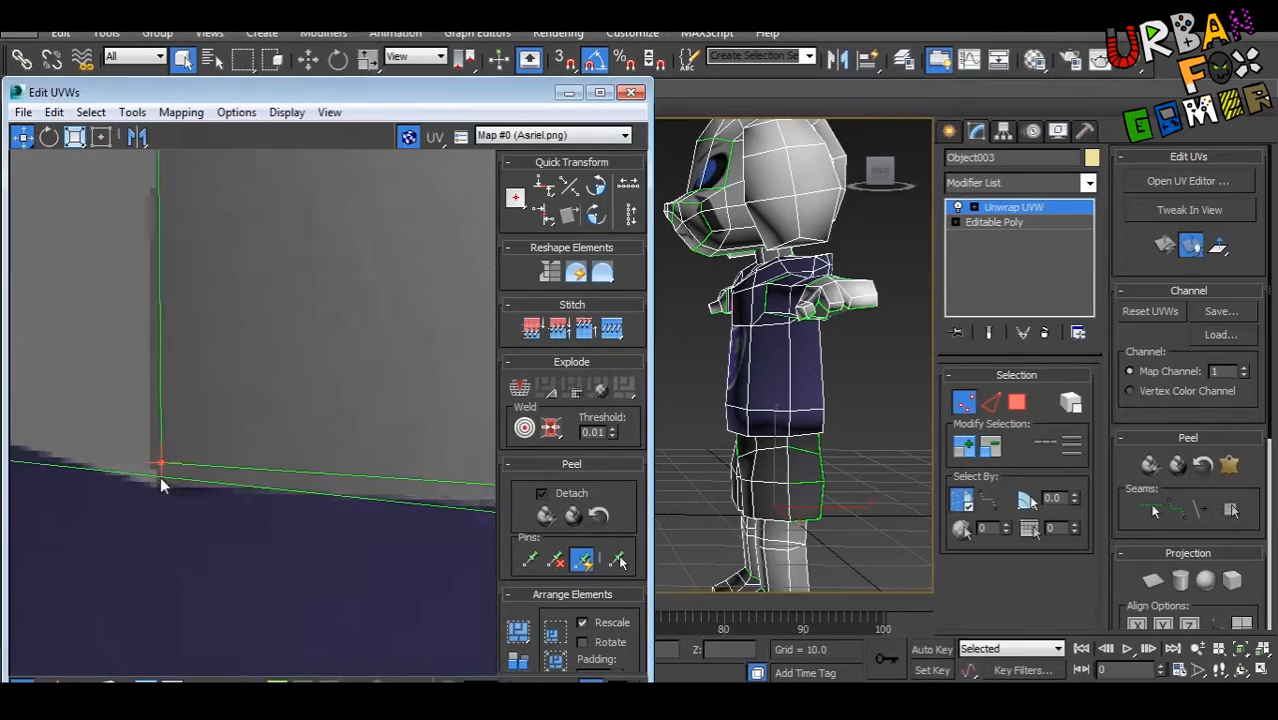 Edit Tools Group Views Create Modifiers Animation Graph Editors Rendering Customize MAXScript Help
URBAN
FOX
GAMER
All View Create Selection Se
Edit UVWs
File Edit Select Tools Mapping Options Display View
UV Map #0 (Asriel.png)
Quick Transform
Reshape Elements
Stitch
Explode
Weld Threshold:
0.01
Peel
Detach
Pins:
Arrange Elements
Rescale
Rotate
Padding:
Object003
Modifier List
Unwrap UVW
Editable Poly
Selection
Modify Selection:
Select By:
0.0
0 0
Edit UVs
Open UV Editor ...
Tweak In View
Channel
Reset UVWs Save...
Load...
Channel:
Map Channel: 1
Vertex Color Channel
Peel
Seams:
Projection
Align Options:
X Y Z
80 90 100
Z: Grid = 10.0
Add Time Tag
Auto Key Selected
Set Key Key Filters... 0